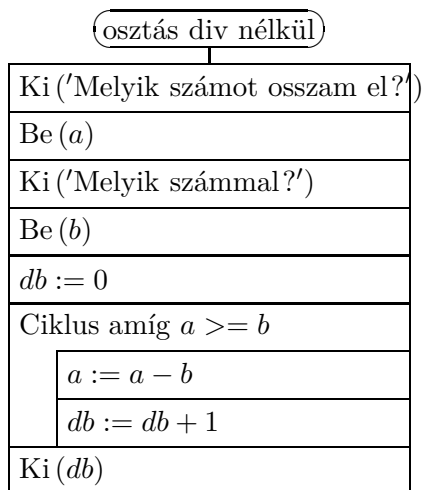 osztás div nélkül
Ki ('Melyik számot osszam el?')
Be (a)
Ki ('Melyik számmal?')
Be (b)
db := 0
Ciklus amíg a >= b
a := a − b
db := db + 1
Ki (db)